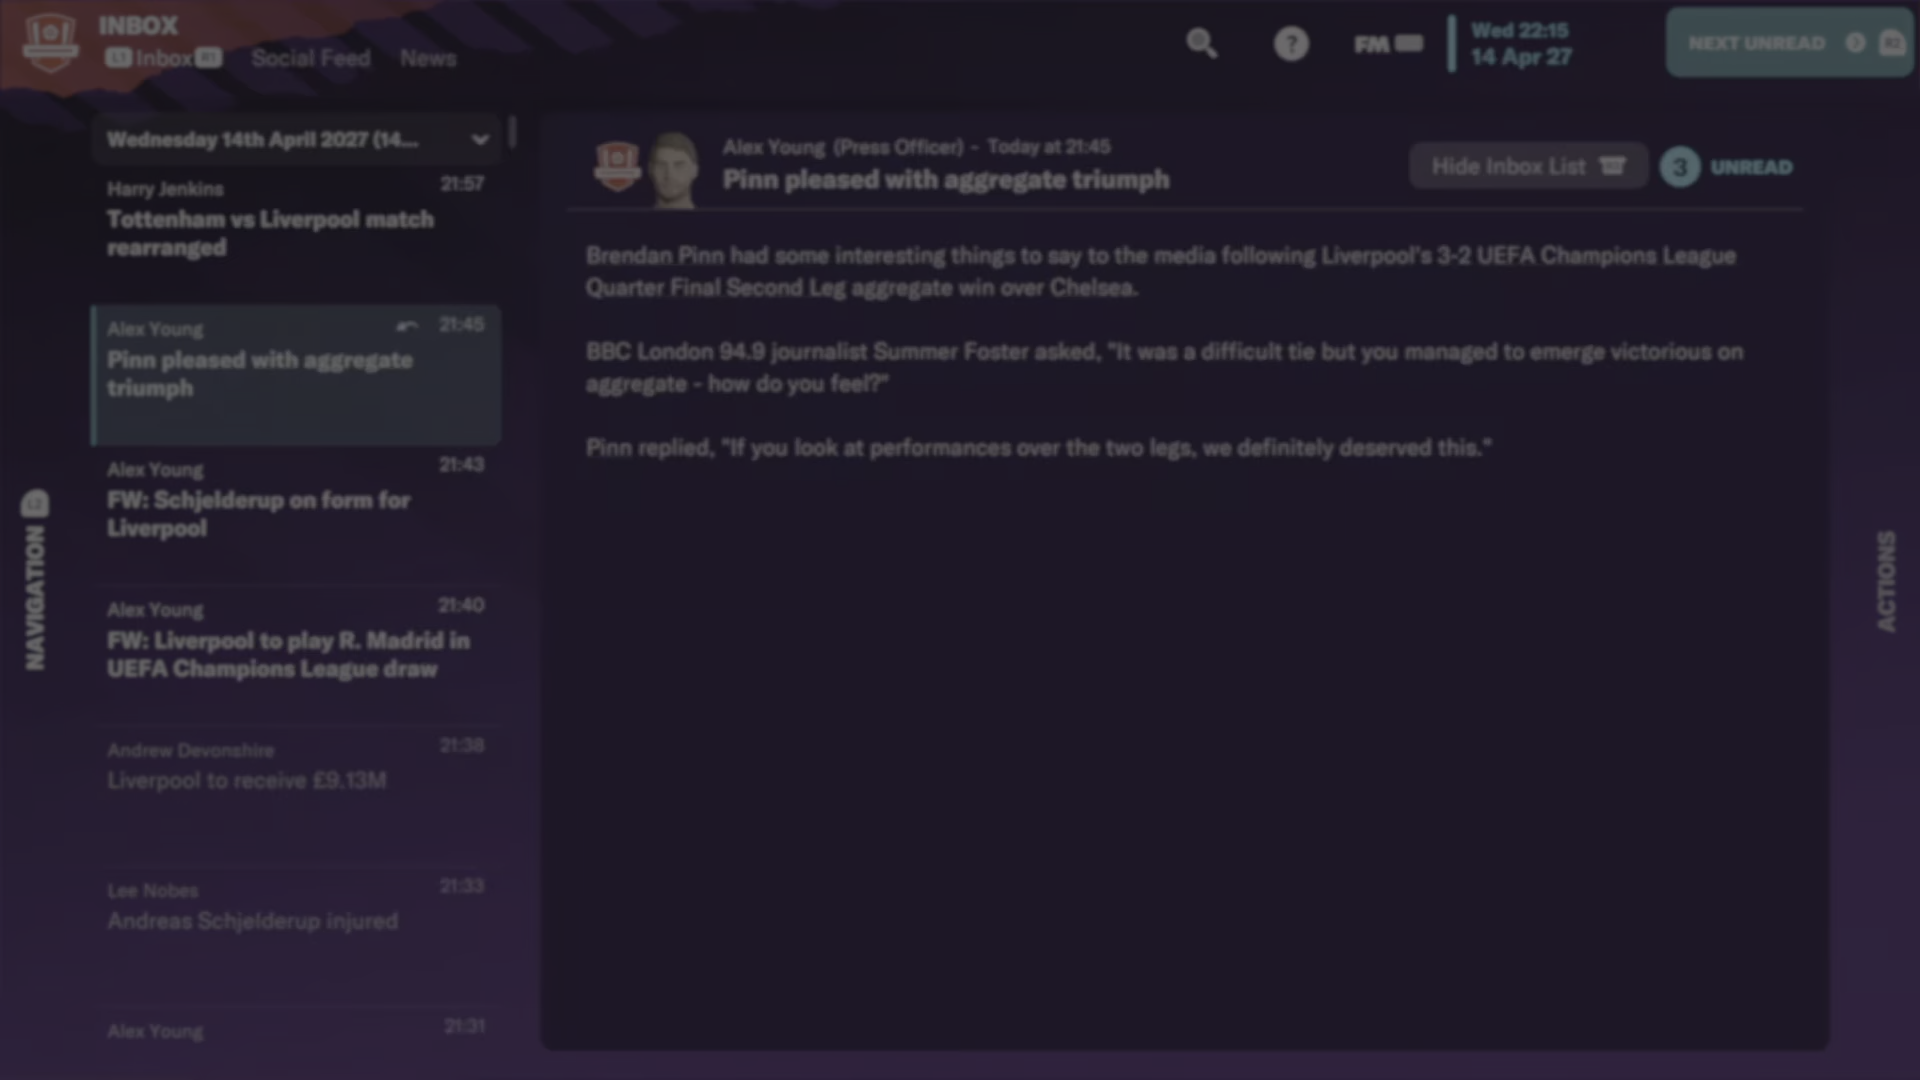 INBOX
L1 Inbox R1 Social Feed News
? FM
Wed 22:15
14 Apr 27
NEXT UNREAD R2
Wednesday 14th April 2027 (14...
Harry Jenkins 21:57
Tottenham vs Liverpool match
rearranged
Alex Young 21:45
Pinn pleased with aggregate
triumph
Alex Young 21:43
FW: Schjelderup on form for
Liverpool
Alex Young 21:40
FW: Liverpool to play R. Madrid in
UEFA Champions League draw
Andrew Devonshire 21:38
Liverpool to receive £9.13M
Lee Nobes 21:33
Andreas Schjelderup injured
Alex Young 21:31
Alex Young (Press Officer) - Today at 21:45
Pinn pleased with aggregate triumph
Hide Inbox List
3 UNREAD
Brendan Pinn had some interesting things to say to the media following Liverpool's 3-2 UEFA Champions League
Quarter Final Second Leg aggregate win over Chelsea.
BBC London 94.9 journalist Summer Foster asked, "It was a difficult tie but you managed to emerge victorious on
aggregate - how do you feel?"
Pinn replied, "If you look at performances over the two legs, we definitely deserved this."
NAVIGATION L2
ACTIONS